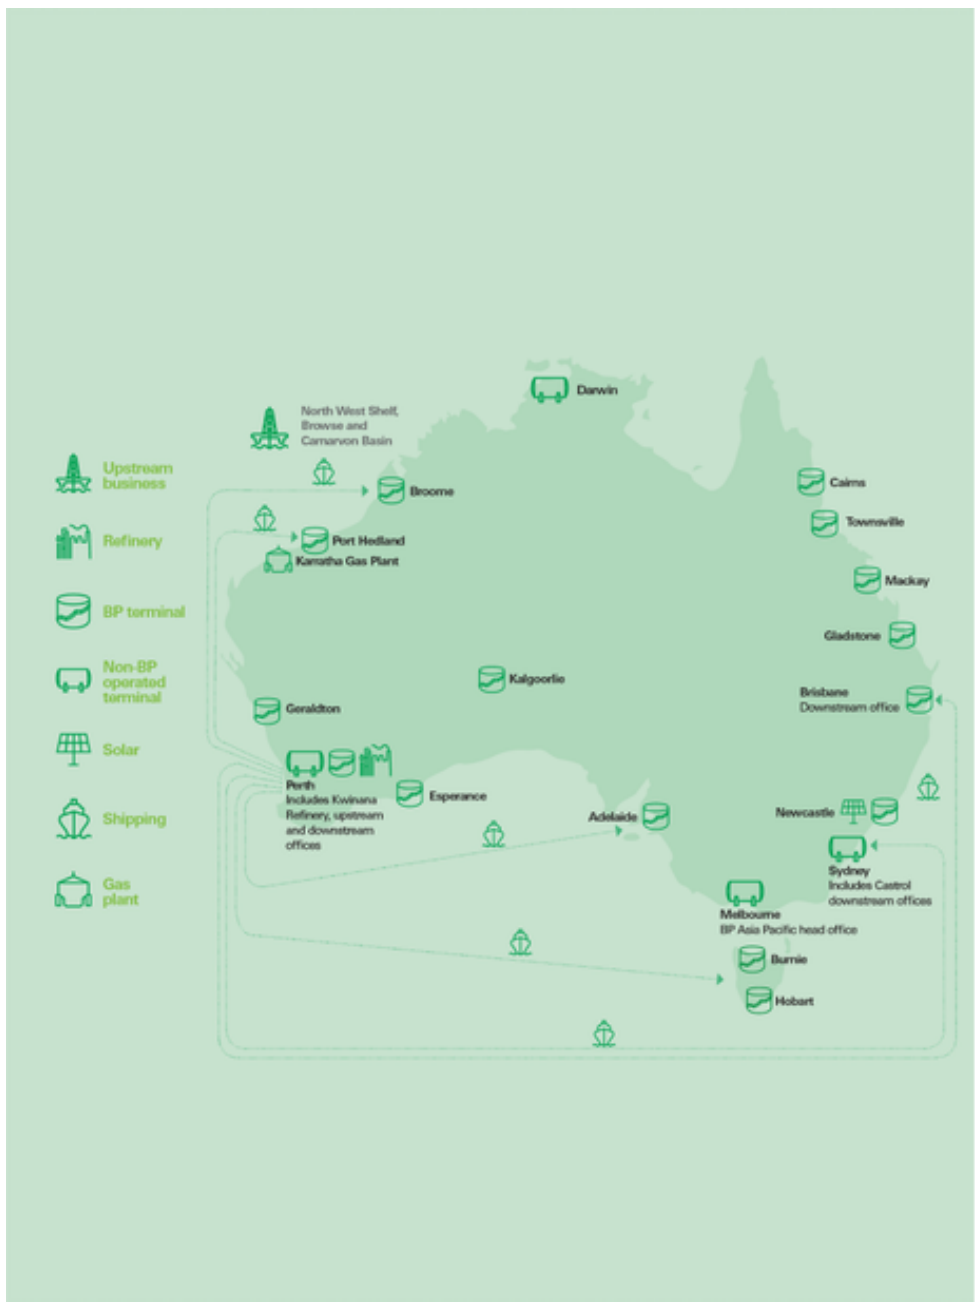 Upstream
business
Refinery
BP terminal
Non-BP
operated
terminal
Solar
Shipping
Gas
plant
North West Shelf,
Browse and
Carnarvon Basin
Darwin
Broome
Port Hedland
Karratha Gas Plant
Geraldton
Kalgoorlie
Perth
Includes Kwinana
Refinery, upstream
and downstream
offices
Esperance
Adelaide
Cairns
Townsville
Mackay
Gladstone
Brisbane
Downstream office
Newcastle
Sydney
Includes Castrol
downstream offices
Melbourne
BP Asia Pacific head office
Burnie
Hobart